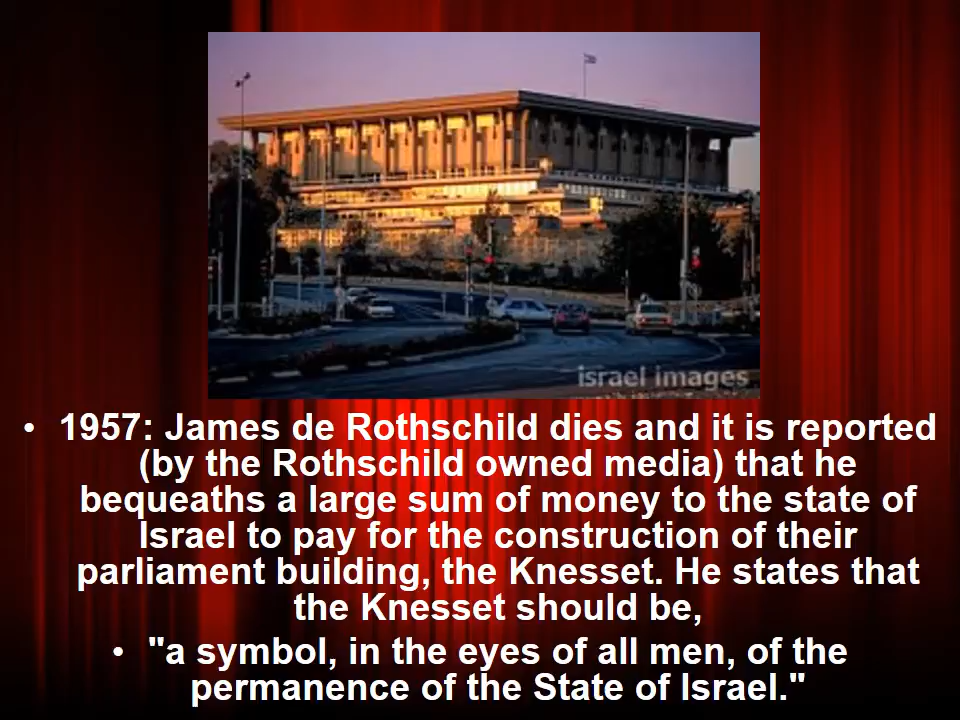 israel images
• 1957: James de Rothschild dies and it is reported
(by the Rothschild owned media) that he
bequeaths a large sum of money to the state of
Israel to pay for the construction of their
parliament building, the Knesset. He states that
the Knesset should be,
• "a symbol, in the eyes of all men, of the
permanence of the State of Israel."